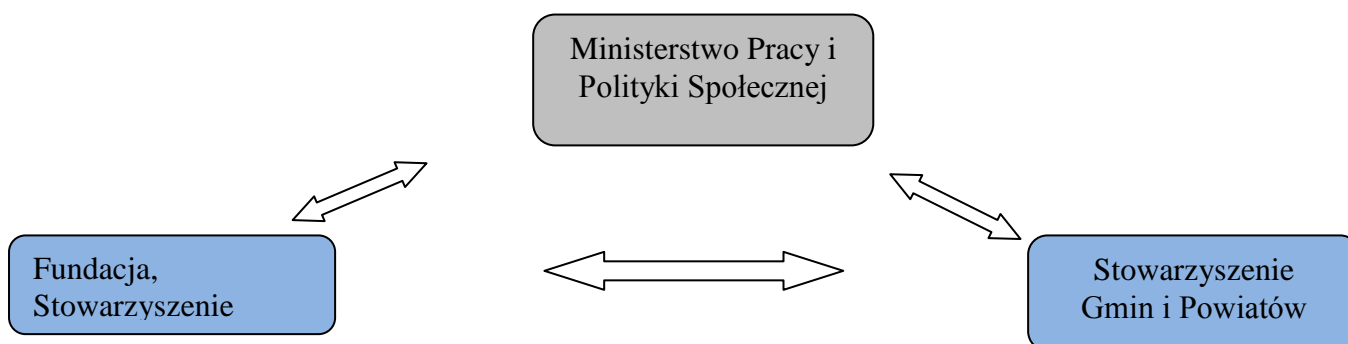 Ministerstwo Pracy i
Polityki Społecznej
Fundacja,
Stowarzyszenie
Stowarzyszenie
Gmin i Powiatów